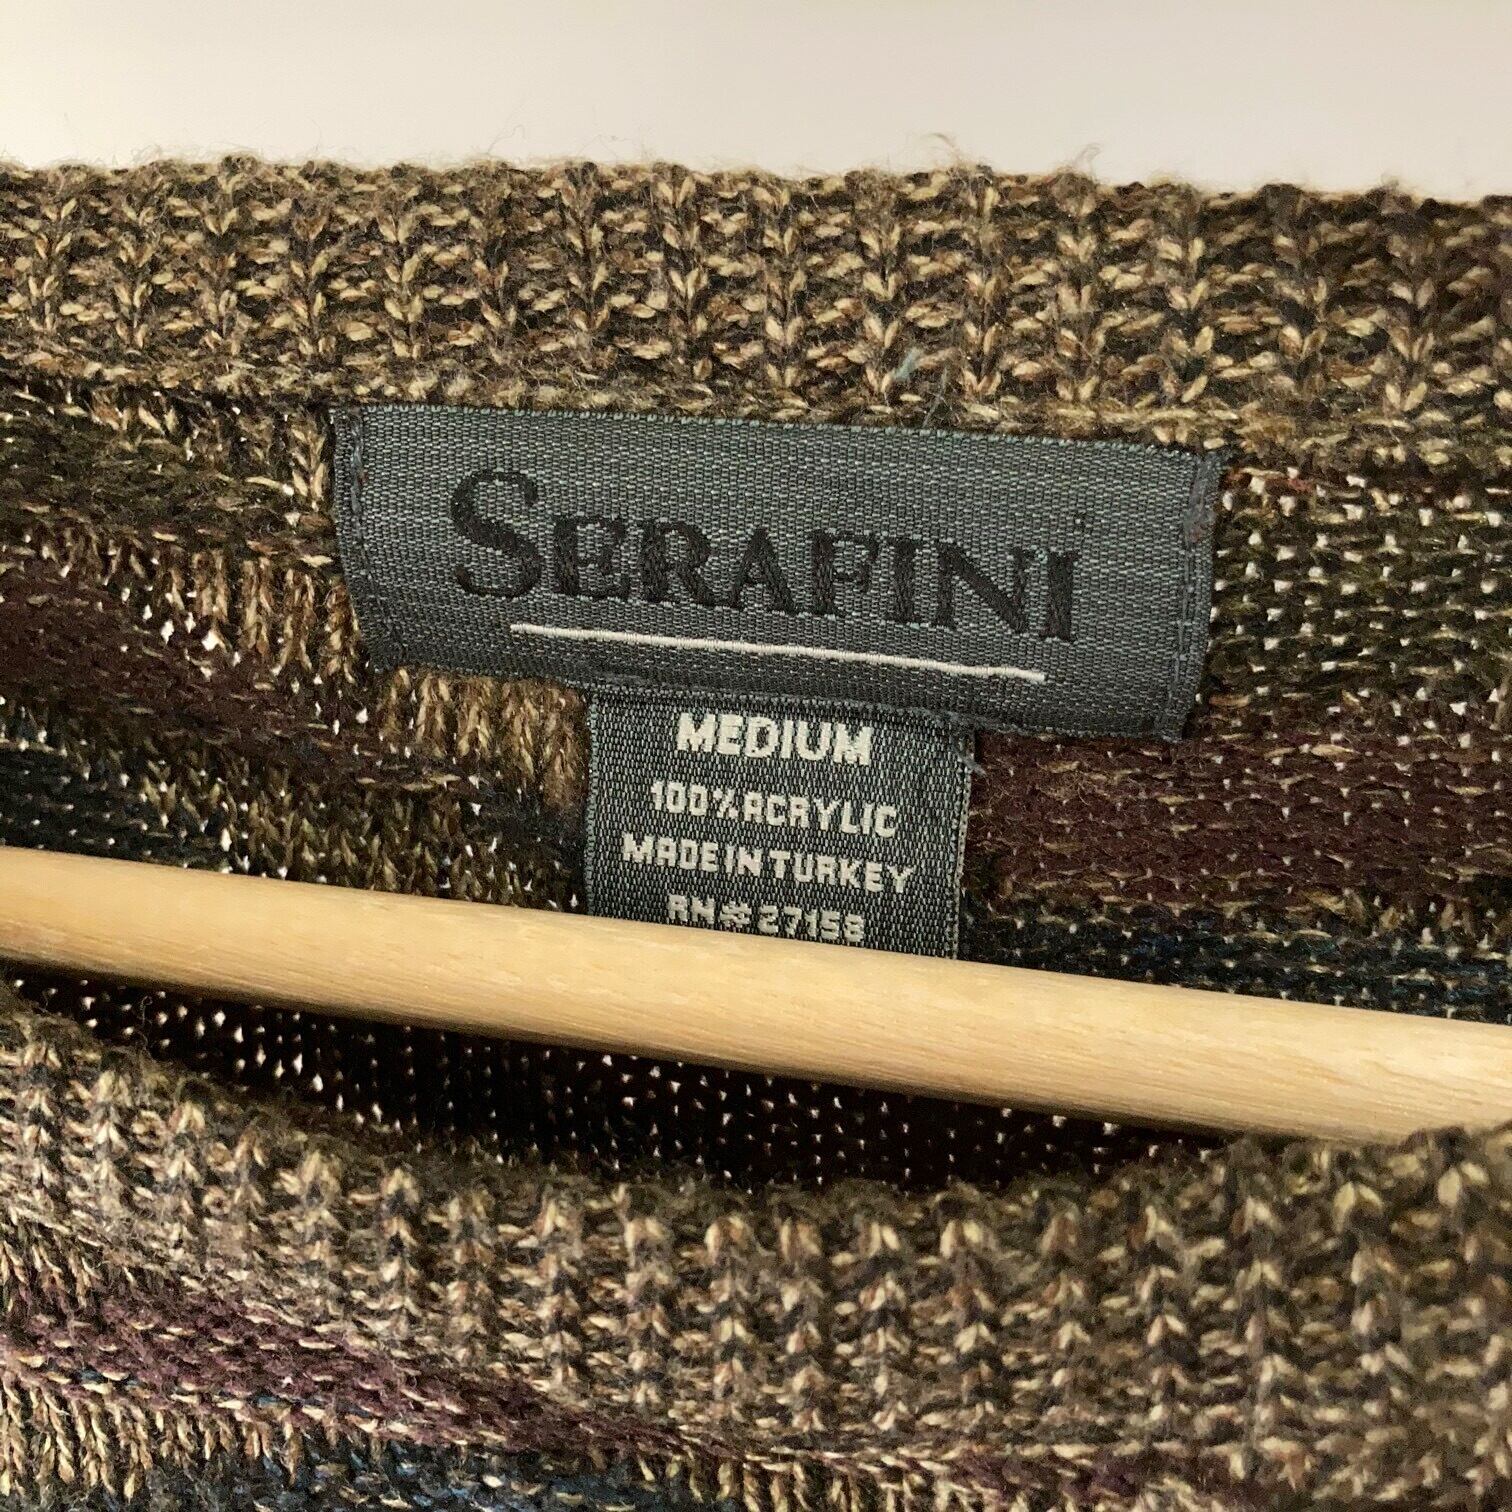 SERAFINI
MEDIUM
100% ACRYLIC
MADE IN TURKEY
RN# 27158